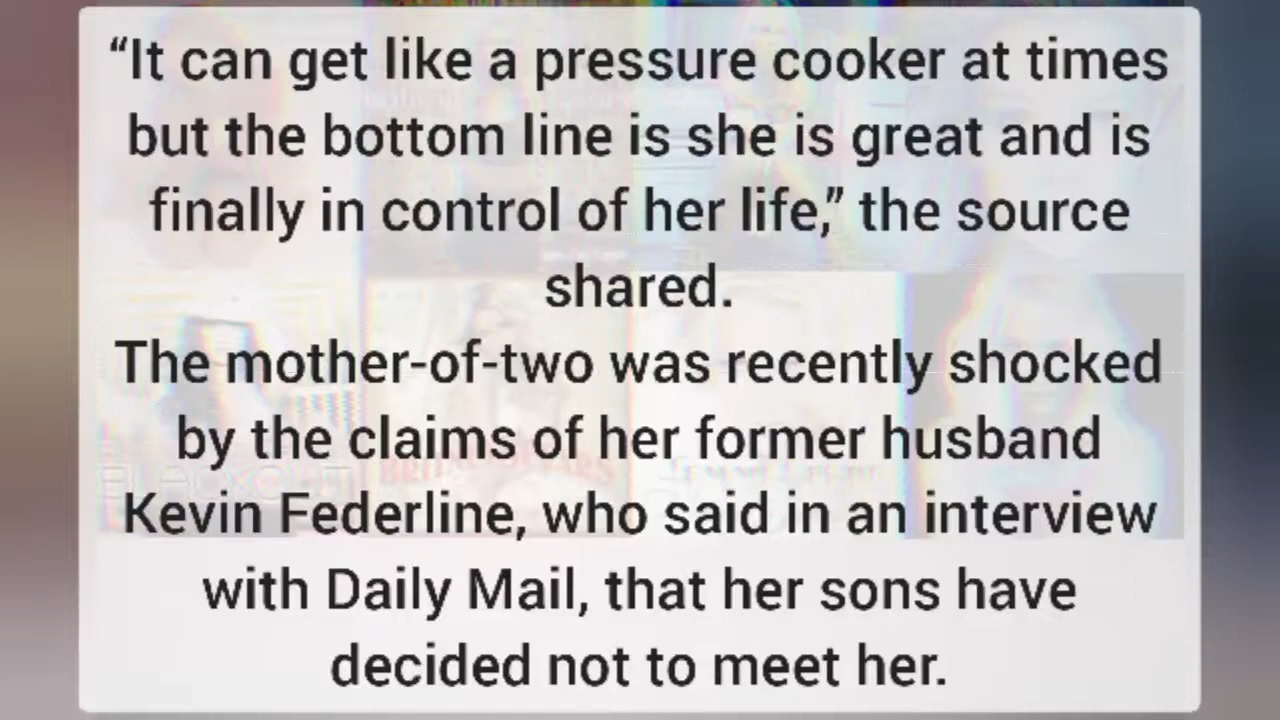 “It can get like a pressure cooker at times
but the bottom line is she is great and is
finally in control of her life,” the source
shared.
The mother-of-two was recently shocked
by the claims of her former husband
Kevin Federline, who said in an interview
with Daily Mail, that her sons have
decided not to meet her.